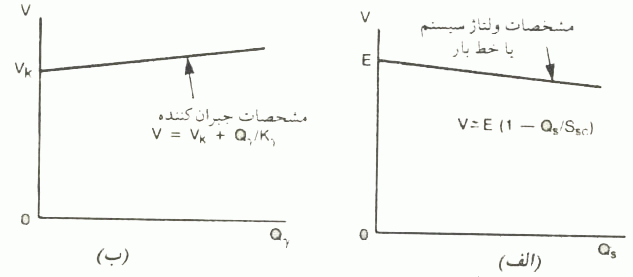 V
مشخصات ولتاژ سیستم
یا خط بار
E
V = E (1 − Qs/Ssc)
0
Qs
(الف)
V
Vk
مشخصات جبران کننده
V = Vk + Qγ/Kγ
0
Qγ
(ب)